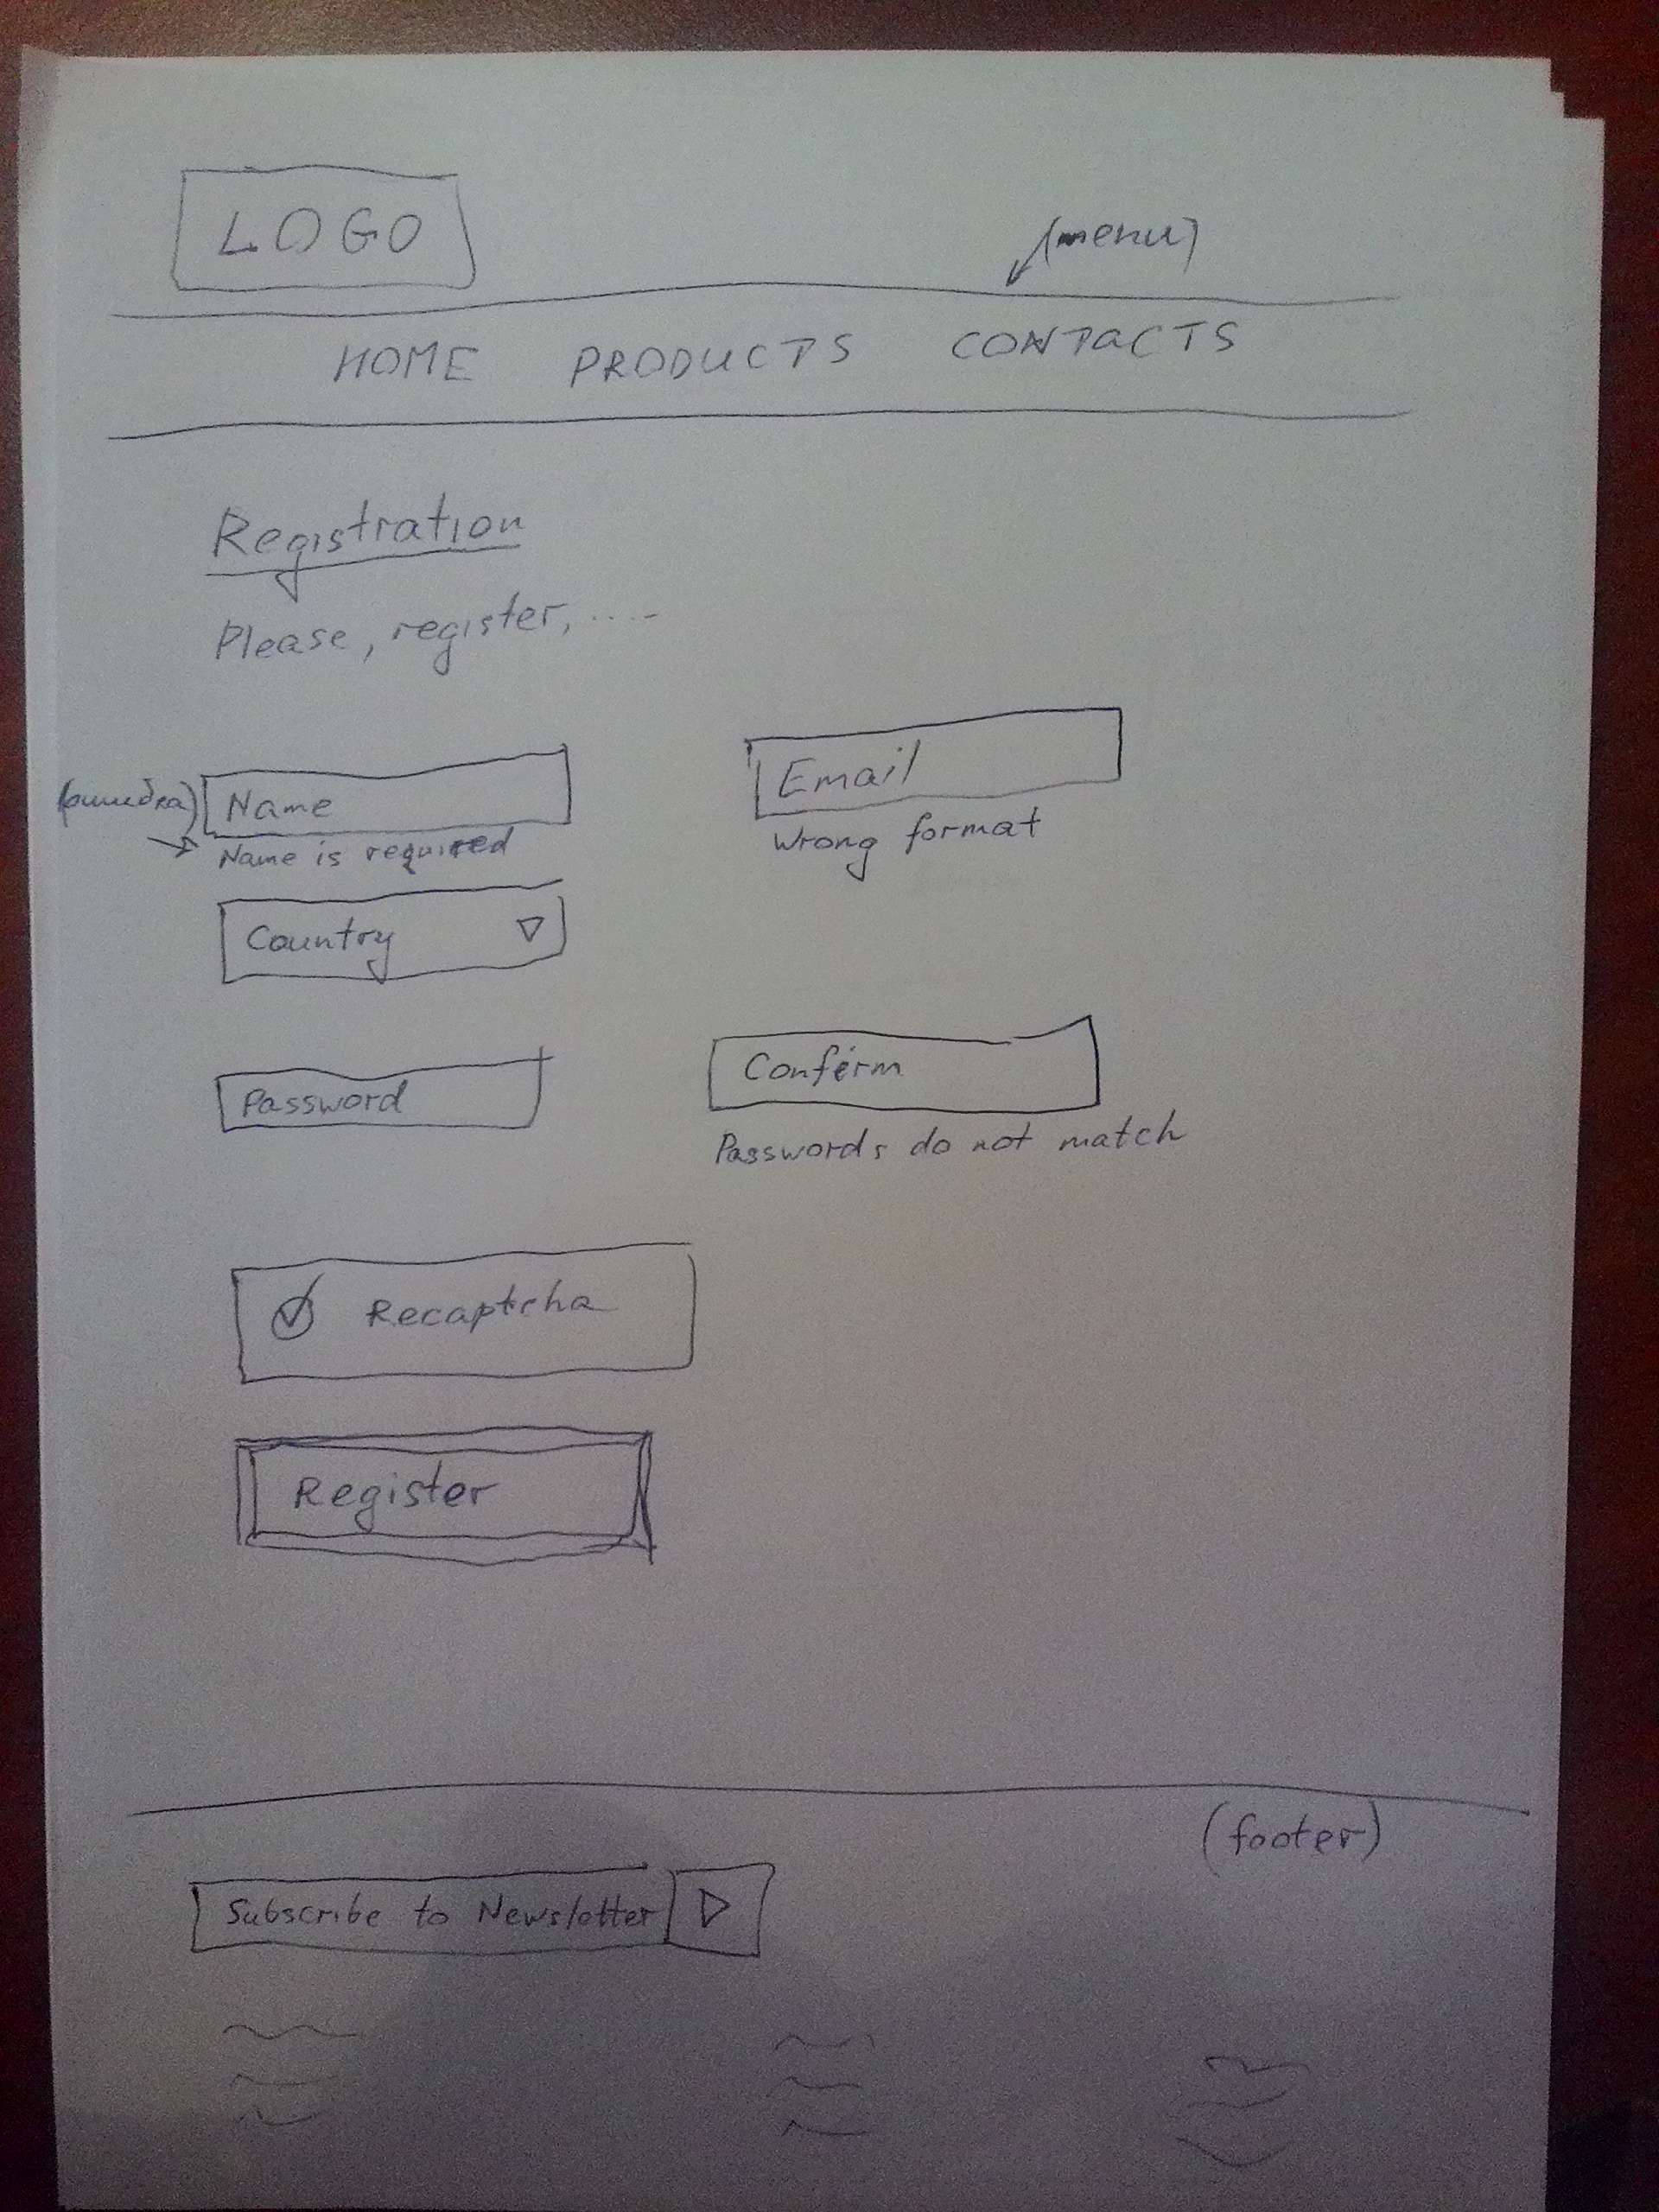 LOGO
(menu)
HOME PRODUCTS CONTACTS
Registration
Please, register, .....
Name
Email
(ошибка)
Name is required
Wrong format
Country
Password
Confirm
Passwords do not match
Recaptcha
Register
(footer)
Subscribe to Newsletter